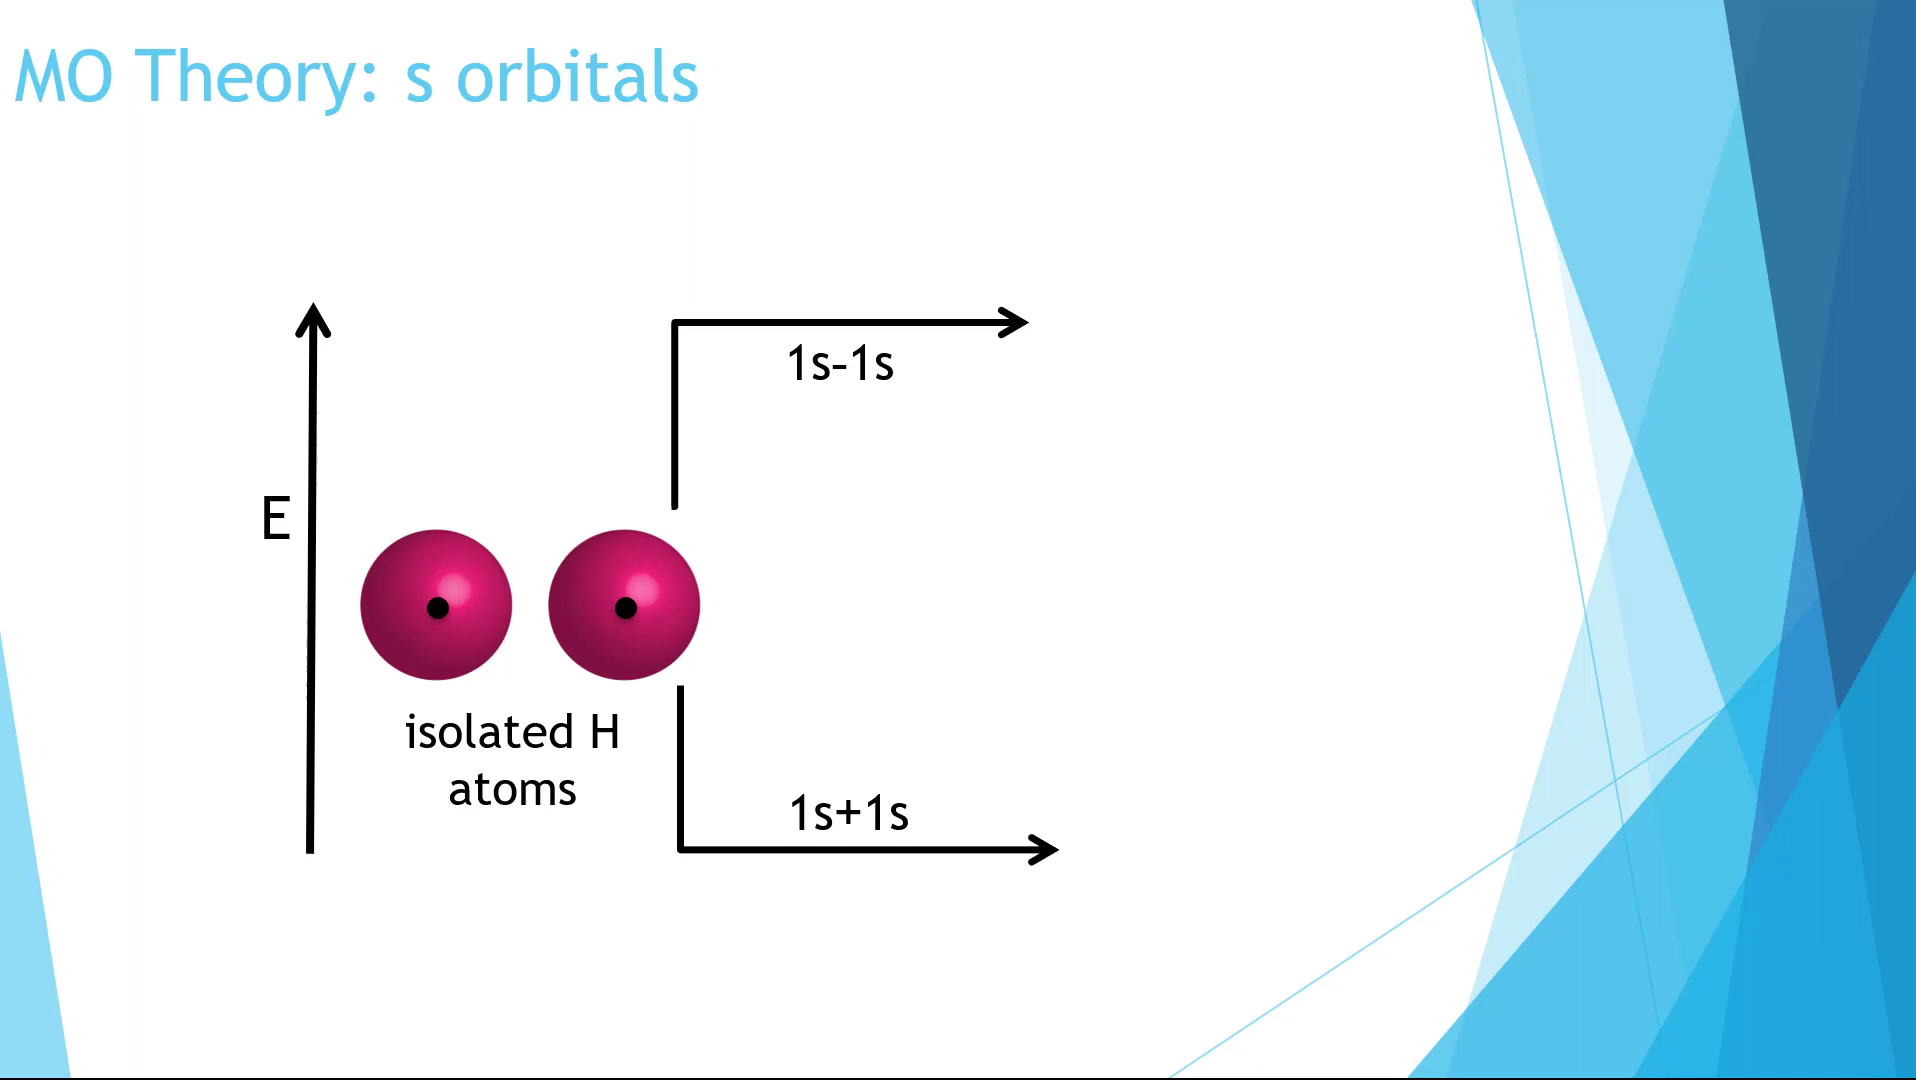 MO Theory: s orbitals
1s-1s
E
isolated H
atoms
1s+1s